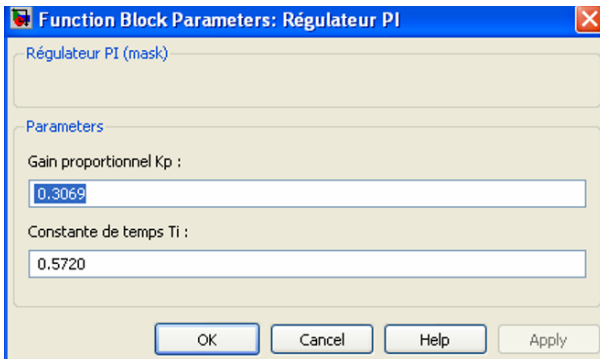 Function Block Parameters: Régulateur PI
Régulateur PI (mask)
Parameters
Gain proportionnel Kp :
0.3069
Constante de temps Ti :
0.5720
OK Cancel Help Apply